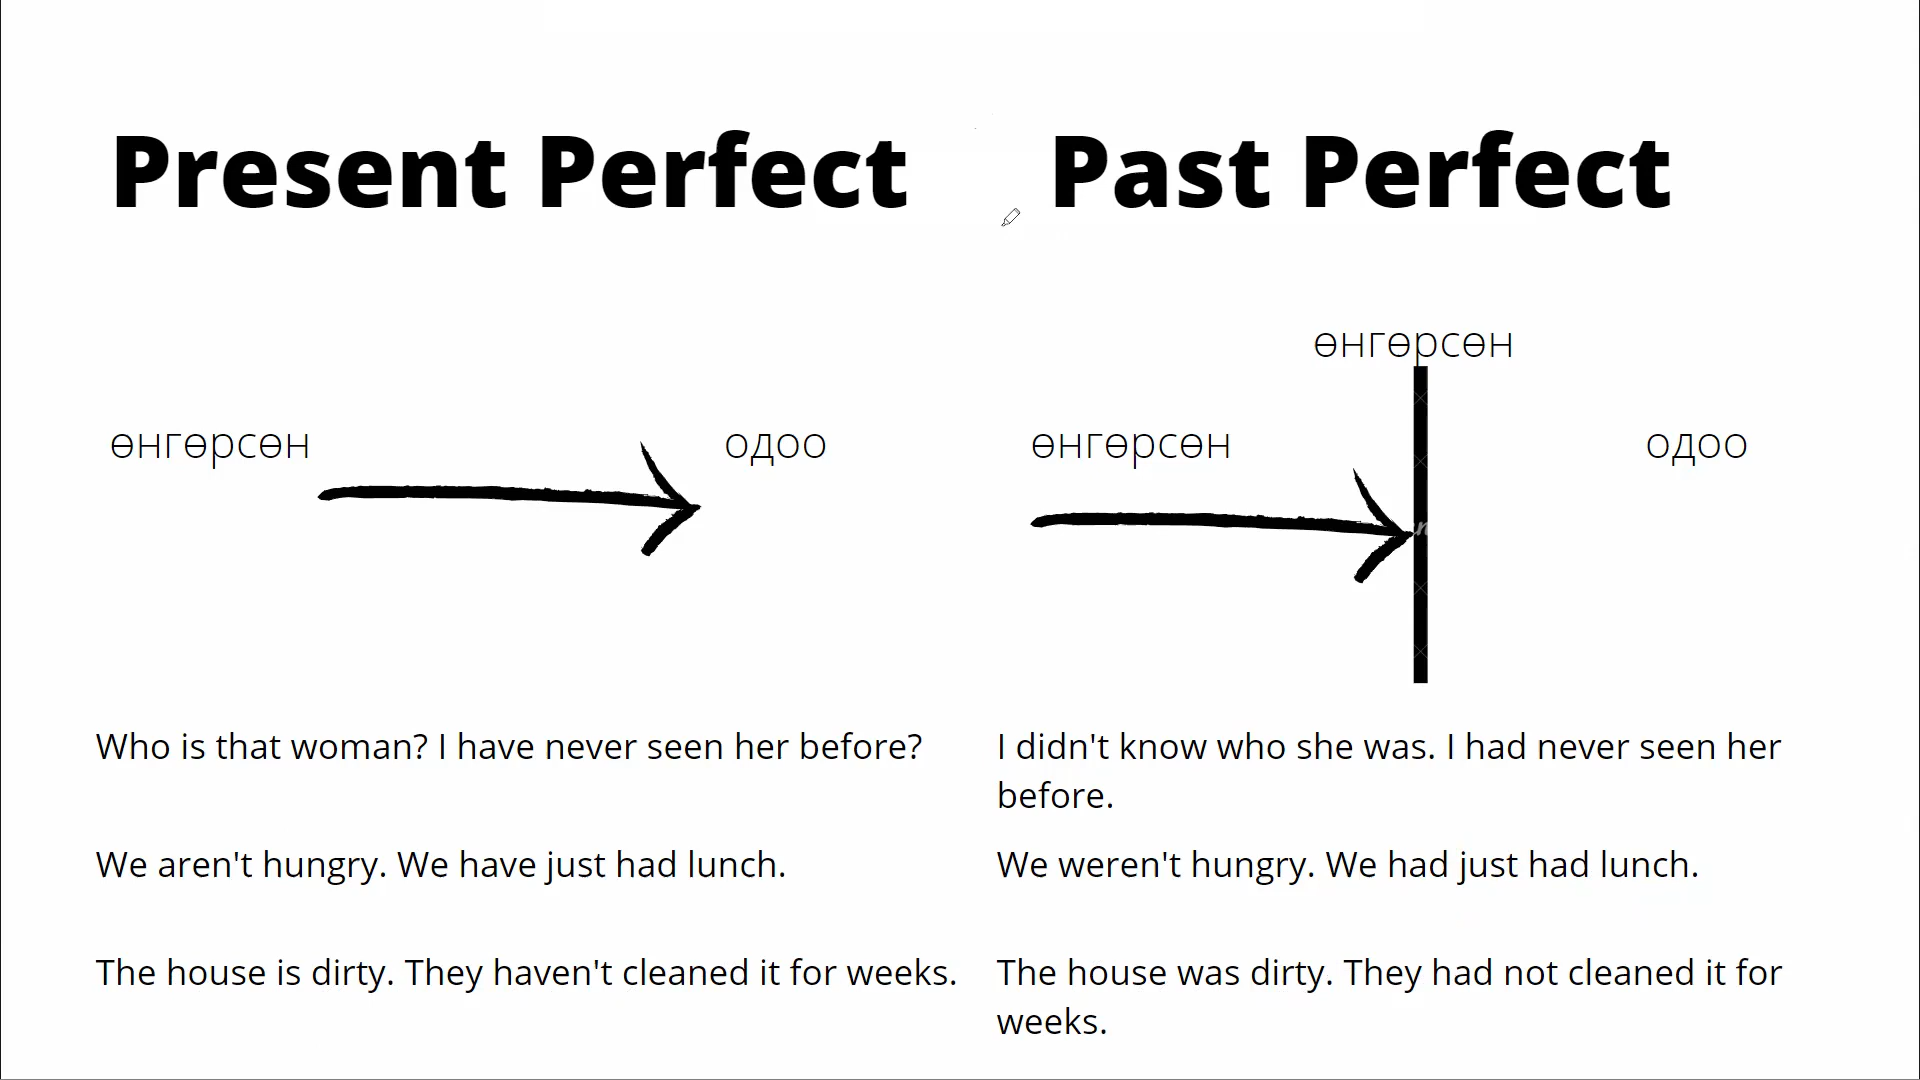 Present Perfect
Past Perfect
өнгөрсөн
өнгөрсөн
одоо
өнгөрсөн
одоо
Who is that woman? I have never seen her before?
I didn't know who she was. I had never seen her
before.
We aren't hungry. We have just had lunch.
We weren't hungry. We had just had lunch.
The house is dirty. They haven't cleaned it for weeks.
The house was dirty. They had not cleaned it for
weeks.